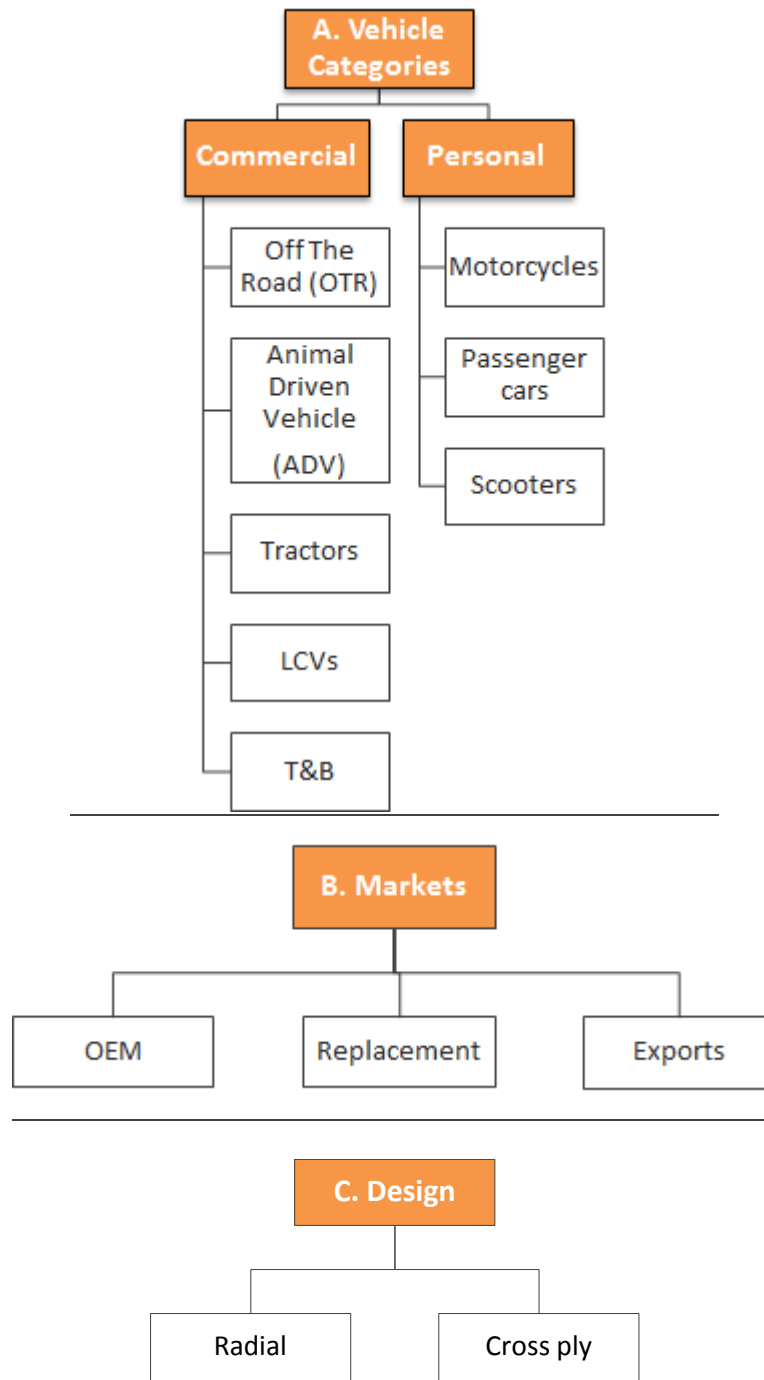 A. Vehicle
Categories
Commercial
Personal
Off The
Road (OTR)
Animal
Driven
Vehicle
(ADV)
Tractors
LCVs
T&B
Motorcycles
Passenger
cars
Scooters
B. Markets
OEM
Replacement
Exports
C. Design
Radial
Cross ply